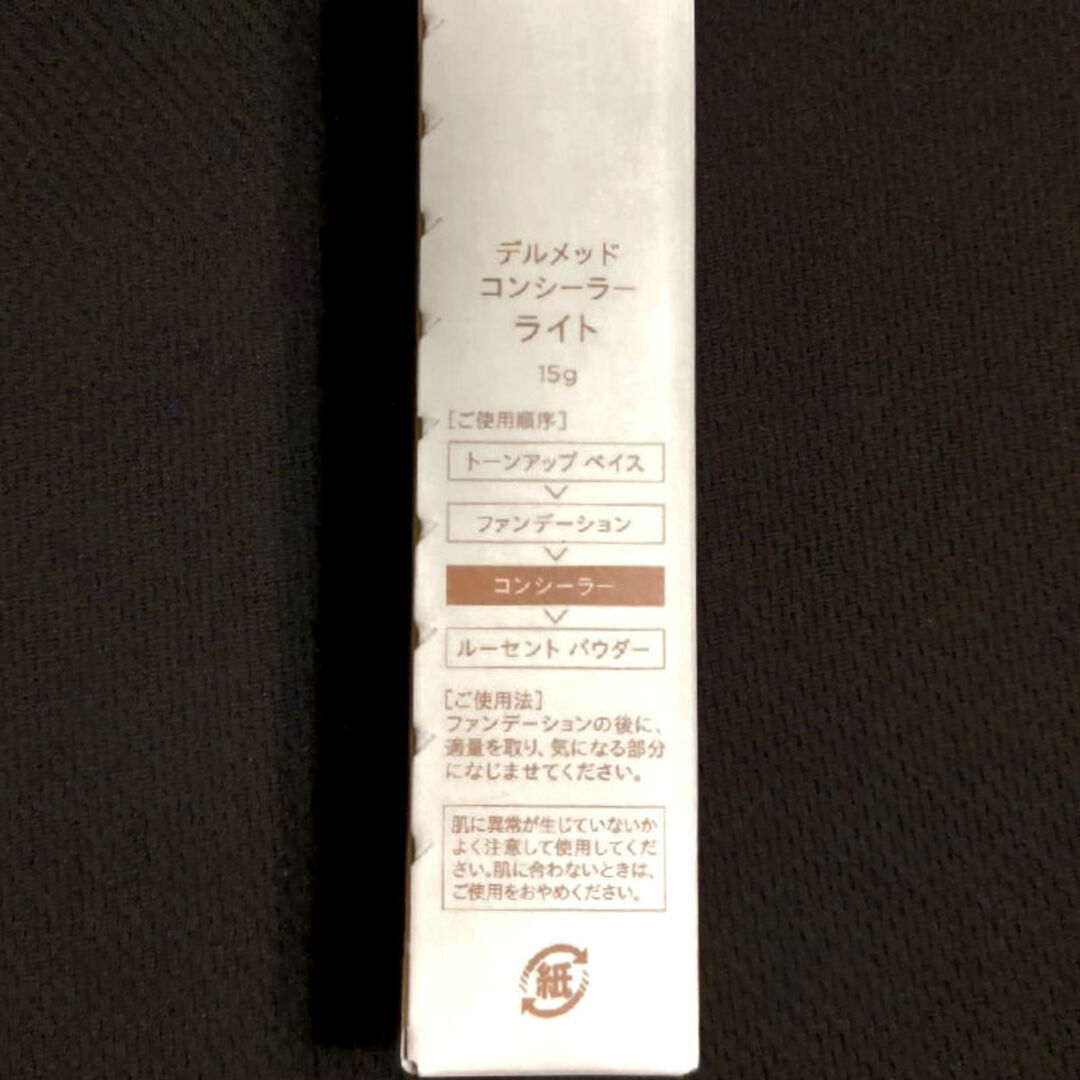 デルメッド
コンシーラー
ライト
15g
[ご使用順序]
トーンアップ ベイス
ファンデーション
コンシーラー
ルーセント パウダー
[ご使用法]
ファンデーションの後に、
適量を取り、気になる部分
になじませてください。
肌に異常が生じていないか
よく注意して使用してくだ
さい。肌に合わないときは、
ご使用をおやめください。
紙